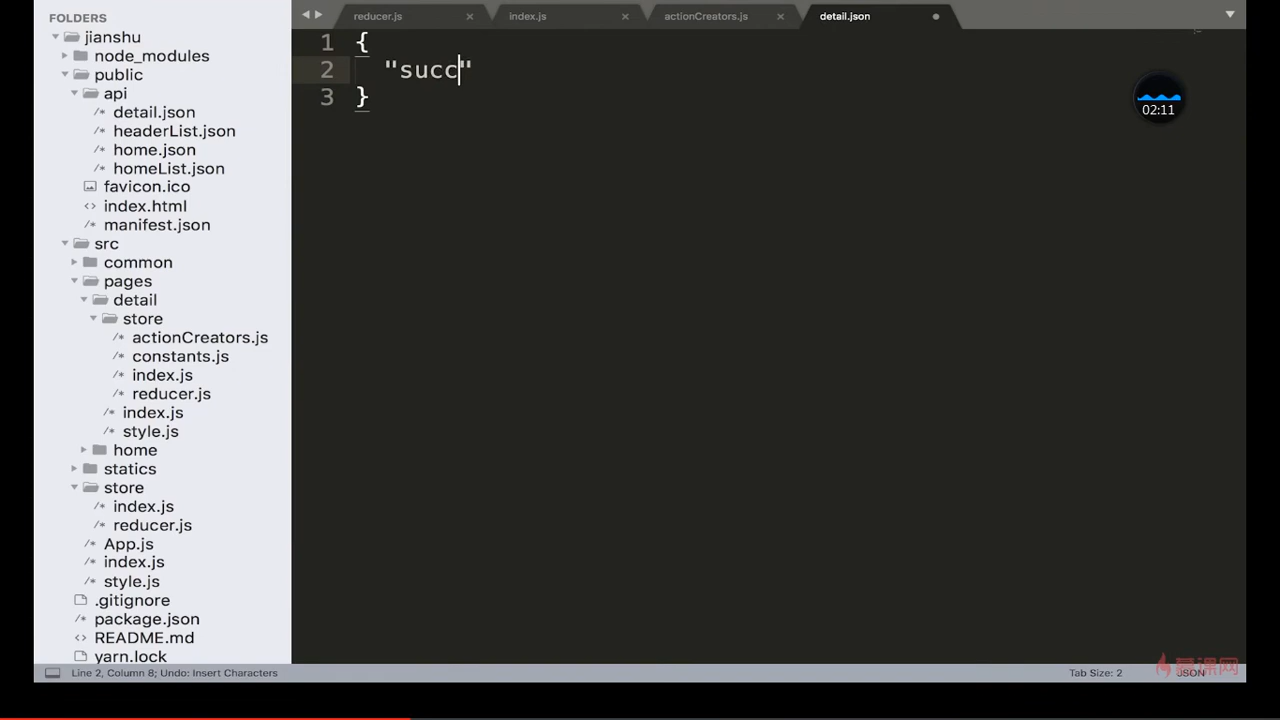 FOLDERS
jianshu
node_modules
public
api
detail.json
headerList.json
home.json
homeList.json
favicon.ico
index.html
manifest.json
src
common
pages
detail
store
actionCreators.js
constants.js
index.js
reducer.js
index.js
style.js
home
statics
store
index.js
reducer.js
App.js
index.js
style.js
.gitignore
package.json
README.md
yarn.lock
reducer.js
index.js
actionCreators.js
detail.json
1 {
2 "succ"
3 }
02:11
Line 2, Column 8; Undo: Insert Characters
Tab Size: 2
JSON
慕课网